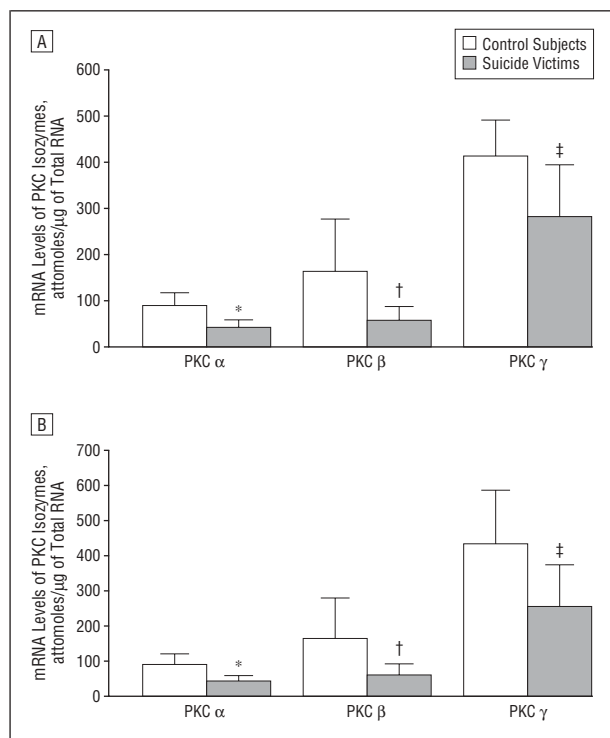 A
Control Subjects
Suicide Victims
mRNA Levels of PKC Isozymes,
attomoles/μg of Total RNA
600
500
400
300
200
100
0
*
†
‡
PKC α
PKC β
PKC γ
B
mRNA Levels of PKC Isozymes,
attomoles/μg of Total RNA
700
600
500
400
300
200
100
0
*
†
‡
PKC α
PKC β
PKC γ